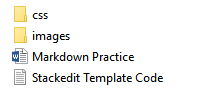 css
images
Markdown Practice
Stackedit Template Code